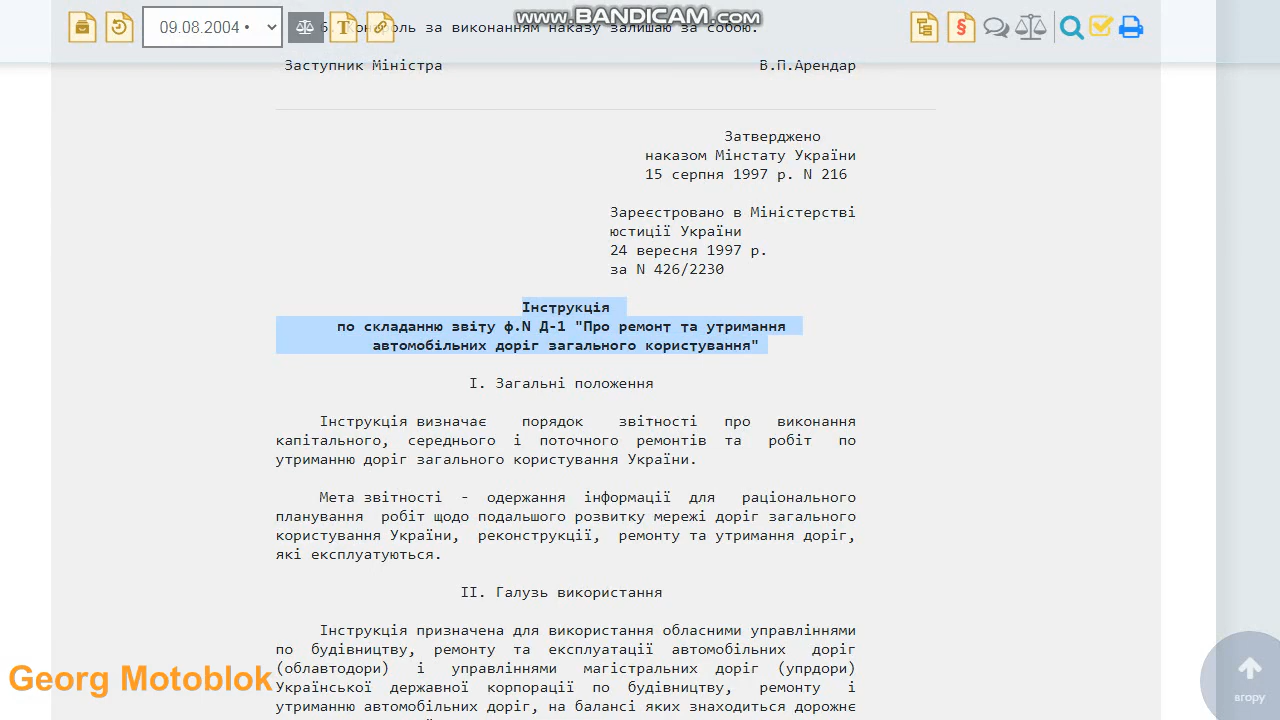 www.BANDICAM.com
09.08.2004 •
T
§
5. Контроль за виконанням наказу залишаю за собою.
Заступник Міністра В.П.Арендар
Затверджено
наказом Мінстату України
15 серпня 1997 р. N 216
Зареєстровано в Міністерстві
юстиції України
24 вересня 1997 р.
за N 426/2230
Інструкція
по складанню звіту ф.N Д-1 "Про ремонт та утримання
автомобільних доріг загального користування"
I. Загальні положення
Інструкція визначає порядок звітності про виконання
капітального, середнього і поточного ремонтів та робіт по
утриманню доріг загального користування України.
Мета звітності - одержання інформації для раціонального
планування робіт щодо подальшого розвитку мережі доріг загального
користування України, реконструкції, ремонту та утримання доріг,
які експлуатуються.
II. Галузь використання
Інструкція призначена для використання обласними управліннями
по будівництву, ремонту та експлуатації автомобільних доріг
(облавтодори) і управліннями магістральних доріг (упрдори)
Української державної корпорації по будівництву, ремонту і
утриманню автомобільних доріг, на балансі яких знаходиться дорожнє
Georg Motoblok
вгору